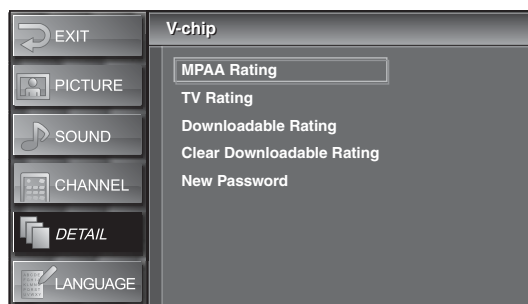 EXIT
PICTURE
SOUND
CHANNEL
DETAIL
LANGUAGE
V-chip
MPAA Rating
TV Rating
Downloadable Rating
Clear Downloadable Rating
New Password